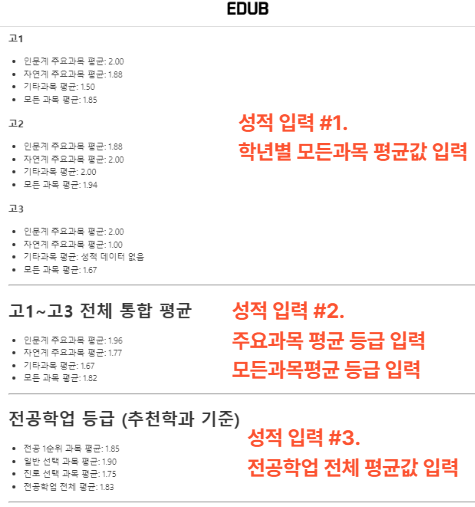 EDUB
고1
인문계 주요과목 평균: 2.00
자연계 주요과목 평균: 1.88
기타과목 평균: 1.50
모든 과목 평균: 1.85
성적 입력 #1.
학년별 모든과목 평균값 입력
고2
인문계 주요과목 평균: 1.88
자연계 주요과목 평균: 2.00
기타과목 평균: 2.00
모든 과목 평균: 1.94
고3
인문계 주요과목 평균: 2.00
자연계 주요과목 평균: 1.00
기타과목 평균: 성적 데이터 없음
모든 과목 평균: 1.67
고1~고3 전체 통합 평균
인문계 주요과목 평균: 1.96
자연계 주요과목 평균: 1.77
기타과목 평균: 1.67
모든 과목 평균: 1.82
성적 입력 #2.
주요과목 평균 등급 입력
모든과목평균 등급 입력
전공학업 등급 (추천학과 기준)
전공 1순위 과목 평균: 1.85
일반 선택 과목 평균: 1.90
진로 선택 과목 평균: 1.75
전공학업 전체 평균: 1.83
성적 입력 #3.
전공학업 전체 평균값 입력